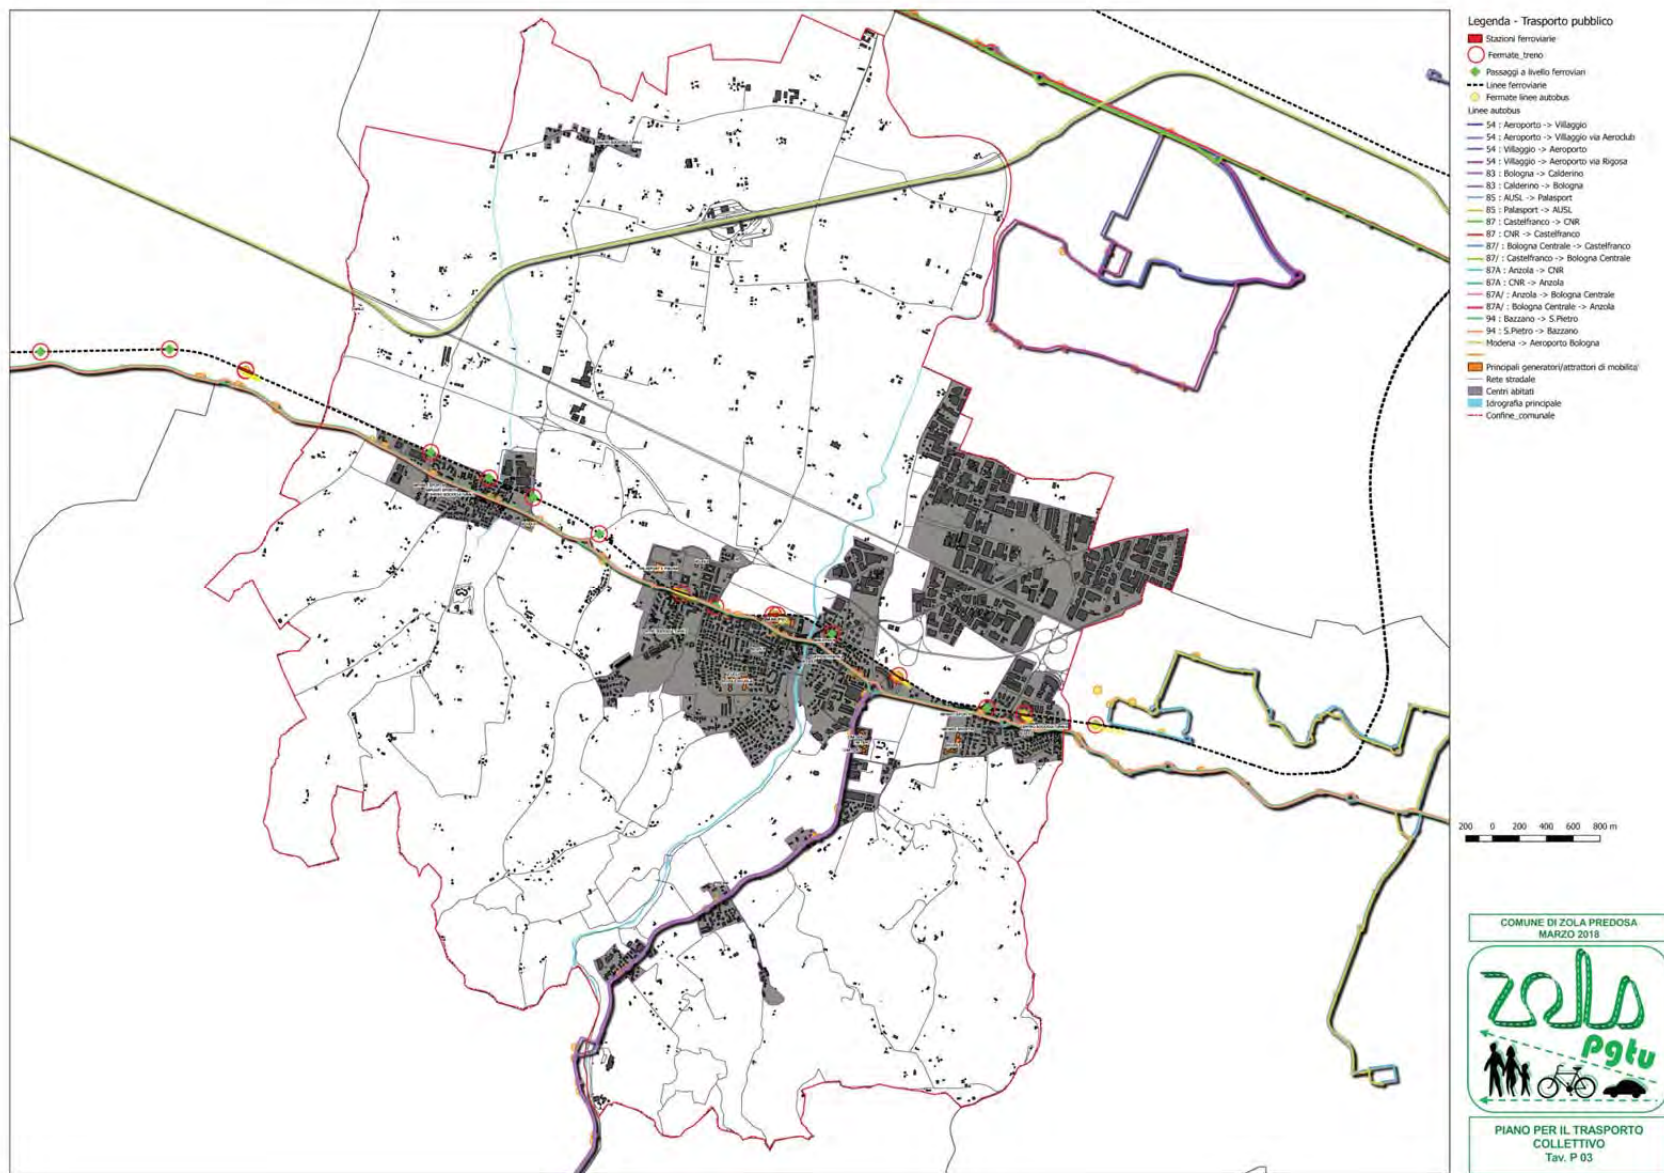 Legenda - Trasporto pubblico
Stazioni ferroviarie
Fermate_treno
Passaggi a livello ferroviari
Linee ferroviarie
Fermate linee autobus
Linee autobus
54 : Aeroporto -> Villaggio
54 : Aeroporto -> Villaggio via Aeroclub
54 : Villaggio -> Aeroporto
54 : Villaggio -> Aeroporto via Rigosa
83 : Bologna -> Calderino
83 : Calderino -> Bologna
85 : AUSL -> Palasport
85 : Palasport -> AUSL
87 : Castelfranco -> CNR
87 : CNR -> Castelfranco
87/ : Bologna Centrale -> Castelfranco
87/ : Castelfranco -> Bologna Centrale
87A : Anzola -> CNR
87A : CNR -> Anzola
87A/ : Anzola -> Bologna Centrale
87A/ : Bologna Centrale -> Anzola
94 : Bazzano -> S.Pietro
94 : S.Pietro -> Bazzano
Modena -> Aeroporto Bologna
Principali generatori/attrattori di mobilita'
Rete stradale
Centri abitati
Idrografia principale
Confine_comunale
200 0 200 400 600 800 m
COMUNE DI ZOLA PREDOSA
MARZO 2018
zola
pgtu
PIANO PER IL TRASPORTO
COLLETTIVO
Tav. P 03